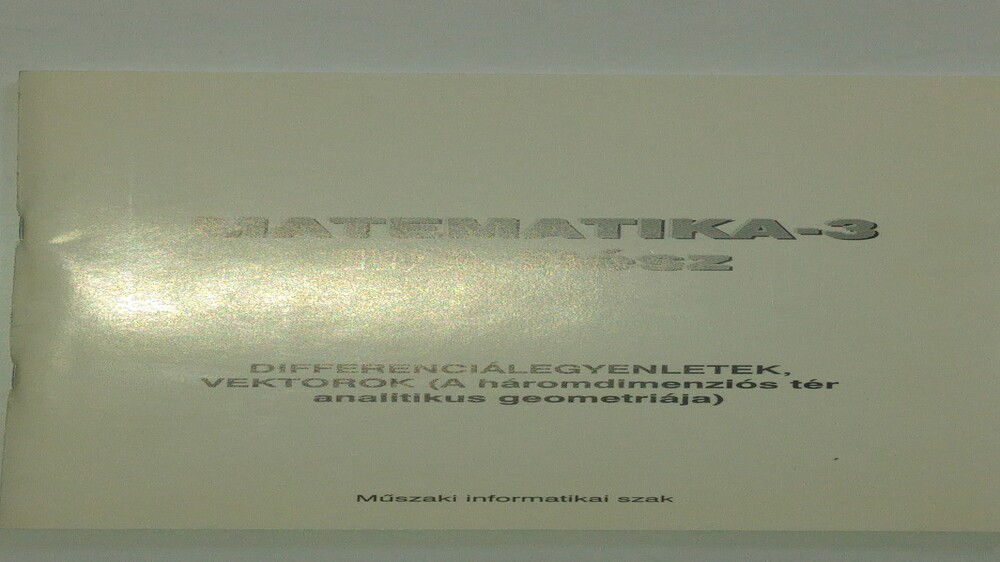 MATEMATIKA-3
DIFFERENCIÁLEGYENLETEK,
VEKTOROK (A háromdimenziós tér
analitikus geometriája)
Műszaki informatikai szak